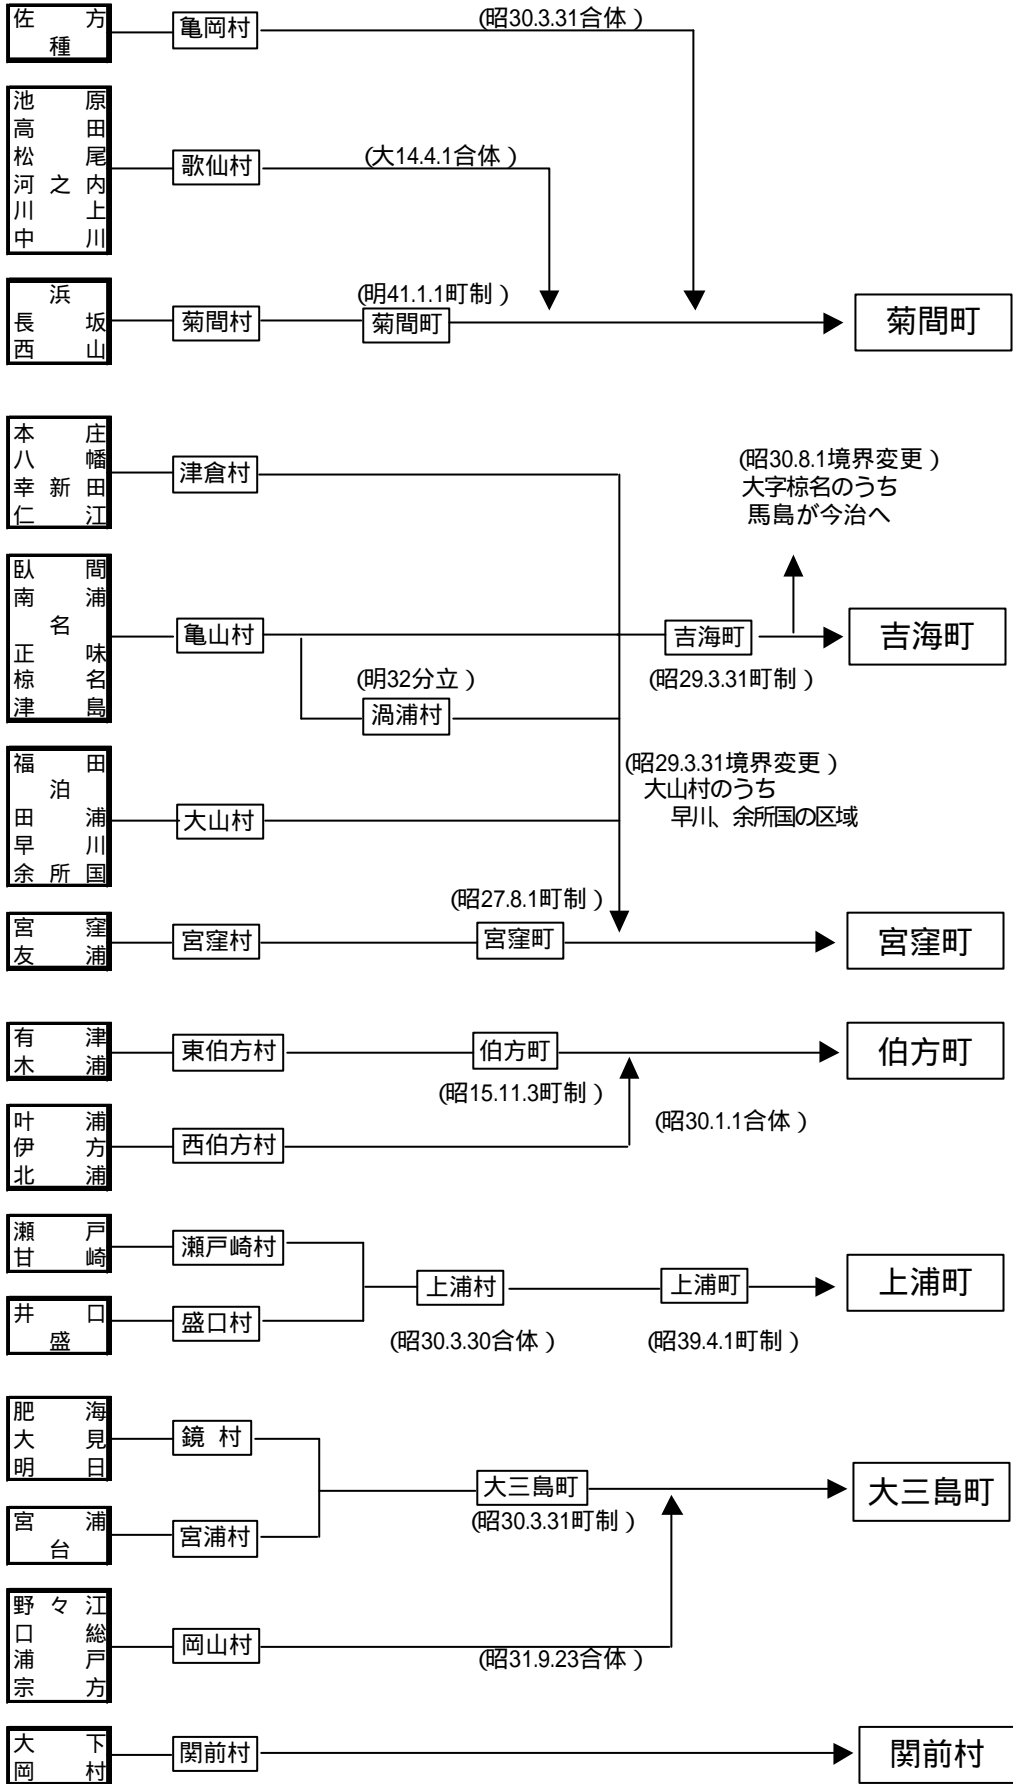 佐方
種
亀岡村
(昭30.3.31合体)
池原
高田
松尾
河之内
川上
中川
歌仙村
(大14.4.1合体)
浜
長坂
西山
菊間村
(明41.1.1町制)
菊間町
菊間町
本庄
八幡
幸新田
仁江
津倉村
(昭30.8.1境界変更)
大字椋名のうち
馬島が今治へ
臥間
南浦
名
正味
椋名
津島
亀山村
(明32分立)
渦浦村
吉海町
(昭29.3.31町制)
吉海町
福田
泊
田浦
早川
余所国
大山村
(昭29.3.31境界変更)
大山村のうち
早川、余所国の区域
宮窪
友浦
宮窪村
(昭27.8.1町制)
宮窪町
宮窪町
有津
木浦
東伯方村
伯方町
(昭15.11.3町制)
伯方町
叶浦
伊方
北浦
西伯方村
(昭30.1.1合体)
瀬戸
甘崎
瀬戸崎村
井口
盛
盛口村
上浦村
(昭30.3.30合体)
上浦町
(昭39.4.1町制)
上浦町
肥海
大見
明日
鏡村
宮浦
台
宮浦村
大三島町
(昭30.3.31町制)
大三島町
野々江
口総
浦戸
宗方
岡山村
(昭31.9.23合体)
大下
岡村
関前村
関前村